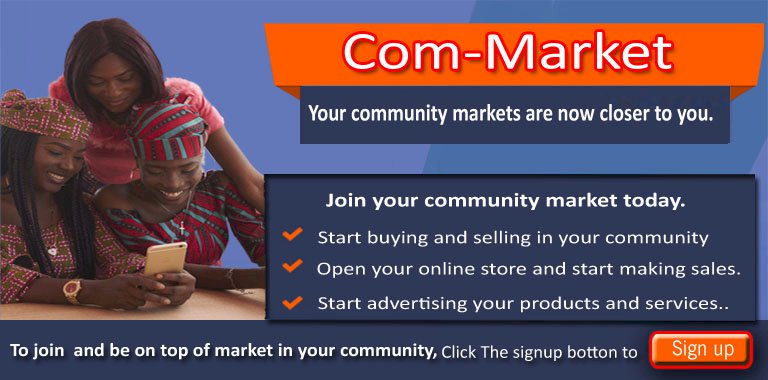 Com-Market
Your community markets are now closer to you.
Join your community market today.
Start buying and selling in your community
Open your online store and start making sales.
Start advertising your products and services..
To join and be on top of market in your community, Click The signup botton to Sign up